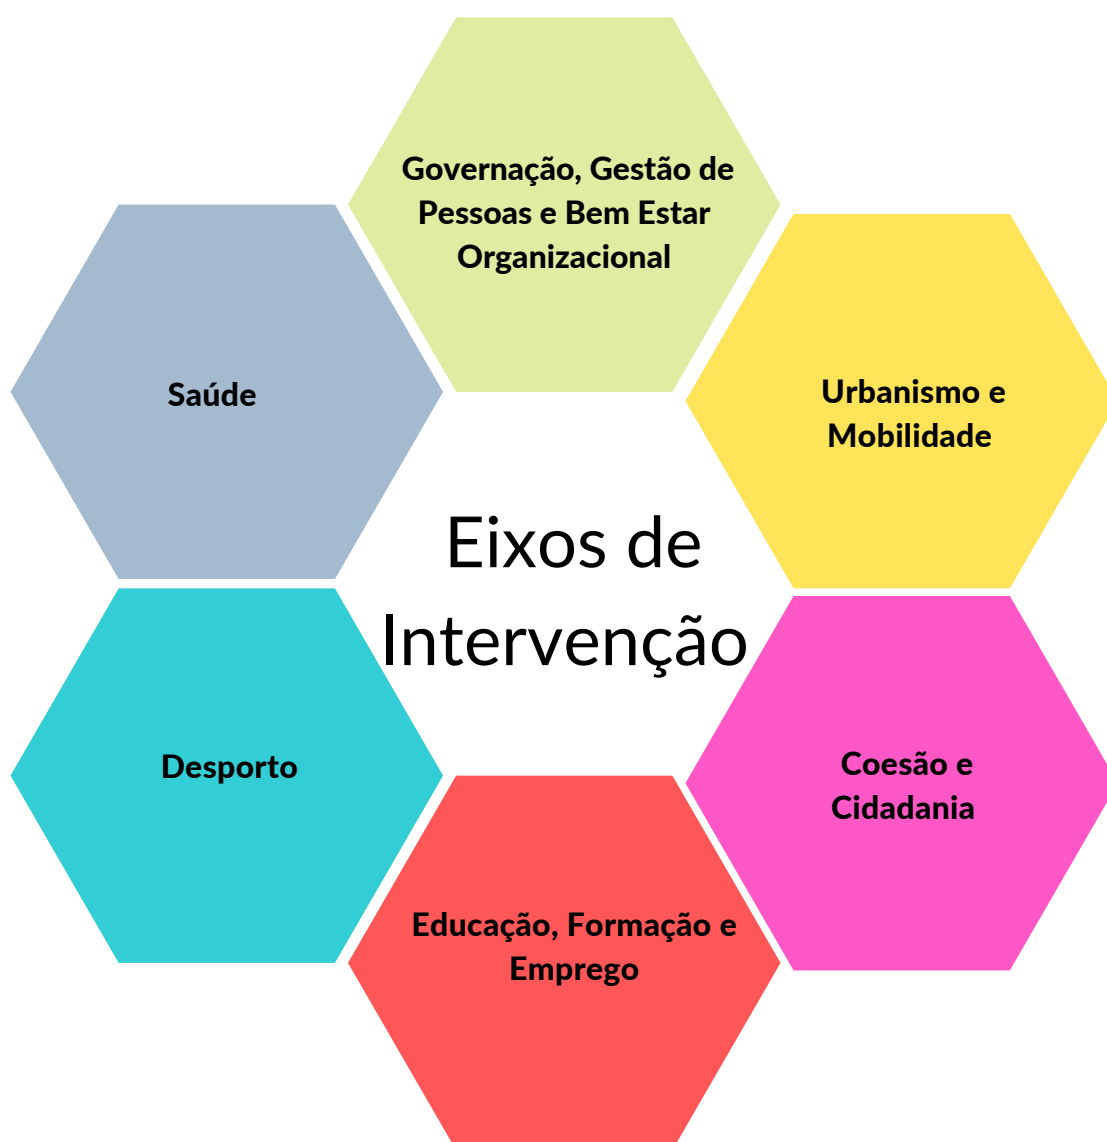 Governação, Gestão de
Pessoas e Bem Estar
Organizacional
Saúde
Urbanismo e
Mobilidade
Eixos de
Intervenção
Desporto
Coesão e
Cidadania
Educação, Formação e
Emprego